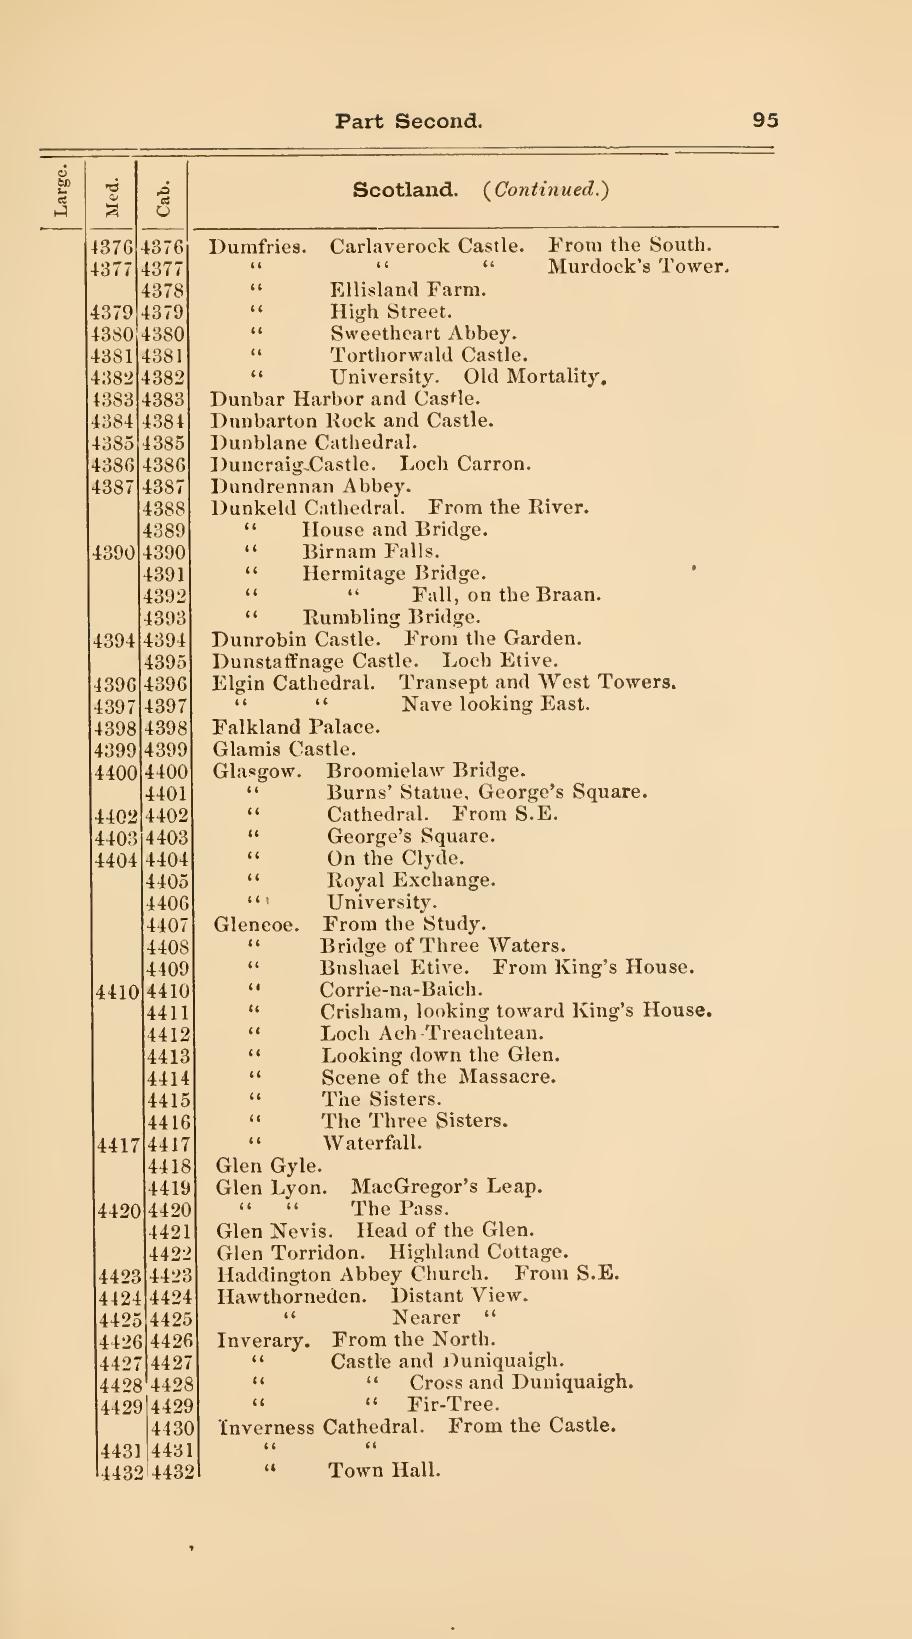 Part Second. 95
Large. Med. Cab. Scotland. (Continued.)
4376 4376 Dumfries. Carlaverock Castle. From the South.
4377 4377 “ “ “ Murdock's Tower.
4378 “ Ellisland Farm.
4379 4379 “ High Street.
4380 4380 “ Sweetheart Abbey.
4381 4381 “ Torthorwald Castle.
4382 4382 “ University. Old Mortality.
4383 4383 Dunbar Harbor and Castle.
4384 4384 Dunbarton Rock and Castle.
4385 4385 Dunblane Cathedral.
4386 4386 Duncraig Castle. Loch Carron.
4387 4387 Dundrennan Abbey.
4388 Dunkeld Cathedral. From the River.
4389 “ House and Bridge.
4390 4390 “ Birnam Falls.
4391 “ Hermitage Bridge.
4392 “ “ Fall, on the Braan.
4393 “ Rumbling Bridge.
4394 4394 Dunrobin Castle. From the Garden.
4395 Dunstaffnage Castle. Loch Etive.
4396 4396 Elgin Cathedral. Transept and West Towers.
4397 4397 “ “ Nave looking East.
4398 4398 Falkland Palace.
4399 4399 Glamis Castle.
4400 4400 Glasgow. Broomielaw Bridge.
4401 “ Burns' Statue, George's Square.
4402 4402 “ Cathedral. From S.E.
4403 4403 “ George's Square.
4404 4404 “ On the Clyde.
4405 “ Royal Exchange.
4406 “ University.
4407 Glencoe. From the Study.
4408 “ Bridge of Three Waters.
4409 “ Bushael Etive. From King's House.
4410 4410 “ Corrie-na-Baich.
4411 “ Crisham, looking toward King's House.
4412 “ Loch Ach-Treachtean.
4413 “ Looking down the Glen.
4414 “ Scene of the Massacre.
4415 “ The Sisters.
4416 “ The Three Sisters.
4417 4417 “ Waterfall.
4418 Glen Gyle.
4419 Glen Lyon. MacGregor's Leap.
4420 4420 “ “ The Pass.
4421 Glen Nevis. Head of the Glen.
4422 Glen Torridon. Highland Cottage.
4423 4423 Haddington Abbey Church. From S.E.
4424 4424 Hawthorneden. Distant View.
4425 4425 “ Nearer “
4426 4426 Inverary. From the North.
4427 4427 “ Castle and Duniquaigh.
4428 4428 “ “ Cross and Duniquaigh.
4429 4429 “ “ Fir-Tree.
4430 Inverness Cathedral. From the Castle.
4431 4431 “ “
4432 4432 “ Town Hall.